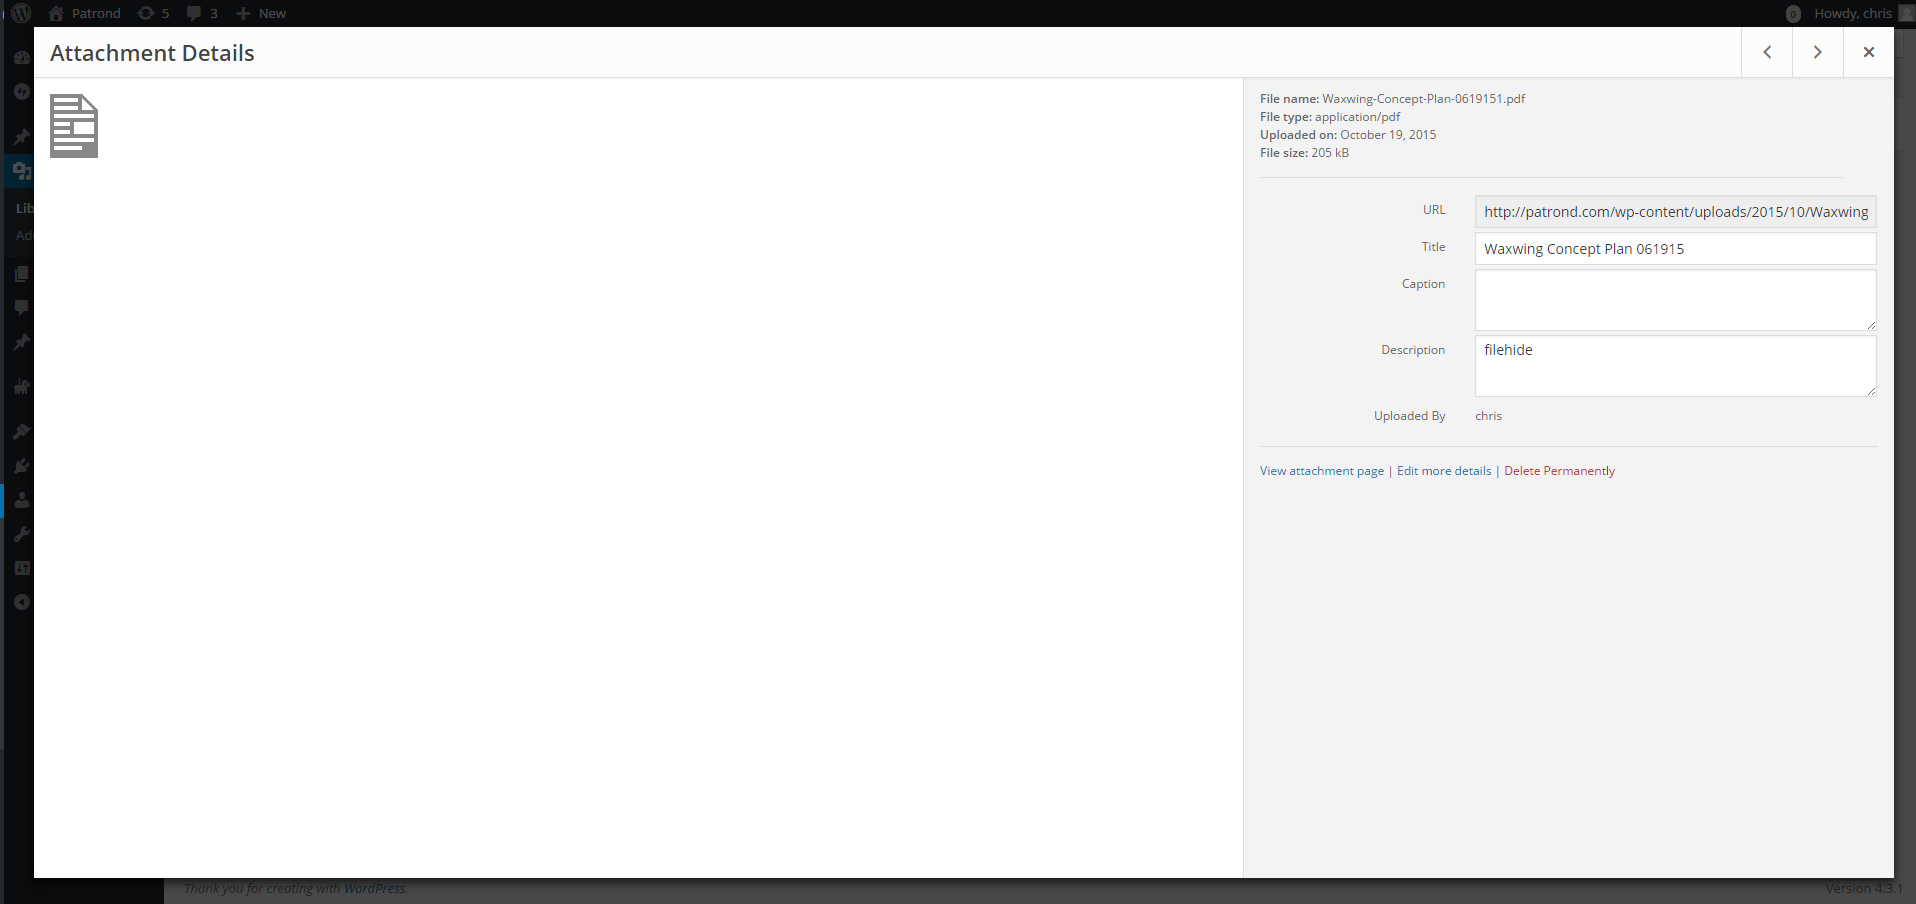 Patrond 5 3 New
0 Howdy, chris
Attachment Details
File name: Waxwing-Concept-Plan-0619151.pdf
File type: application/pdf
Uploaded on: October 19, 2015
File size: 205 kB
Lib
Ad
URL http://patrond.com/wp-content/uploads/2015/10/Waxwing
Title Waxwing Concept Plan 061915
Caption
Description filehide
Uploaded By chris
View attachment page | Edit more details | Delete Permanently
Thank you for creating with WordPress.
Version 4.3.1